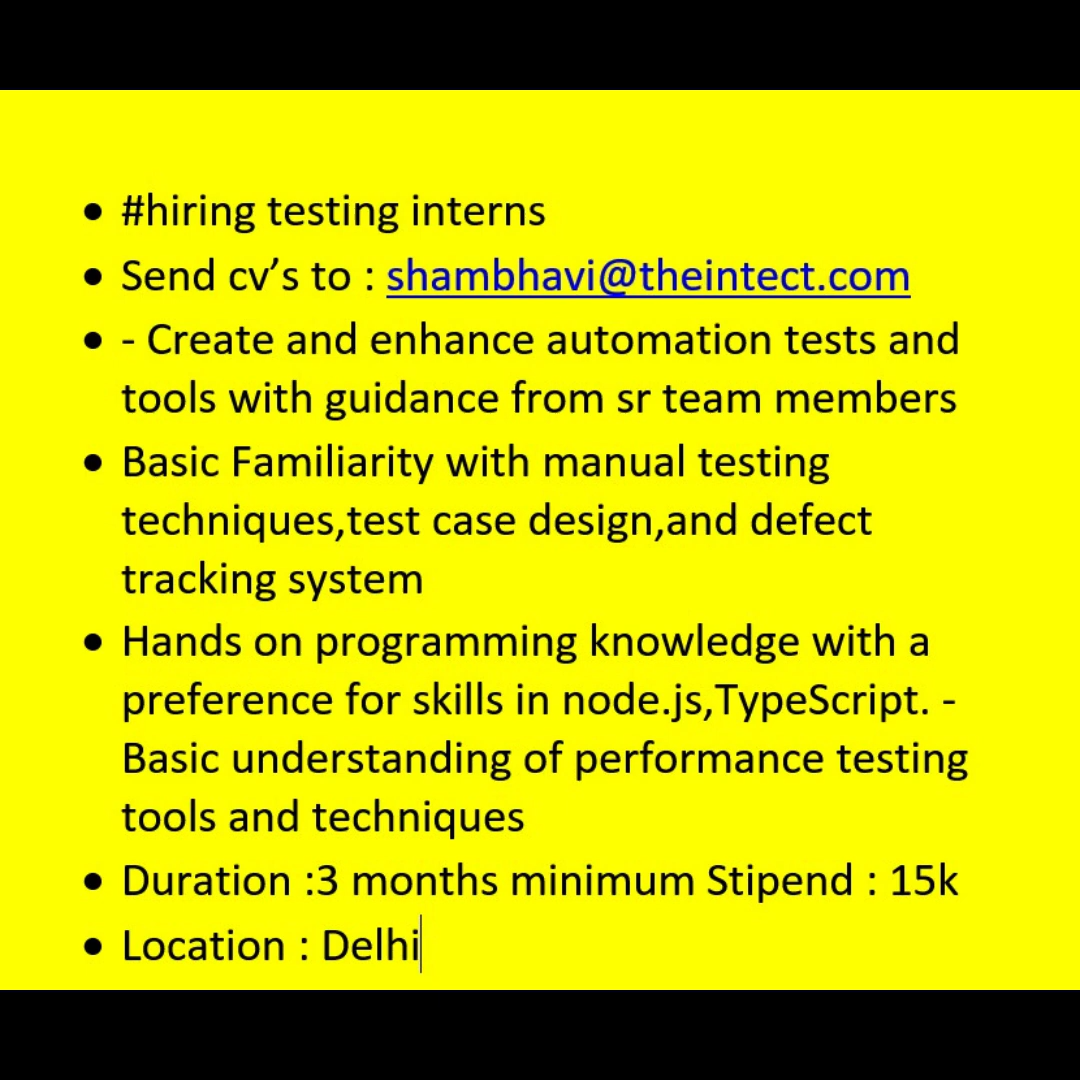 • #hiring testing interns
• Send cv’s to : shambhavi@theintect.com
• - Create and enhance automation tests and
tools with guidance from sr team members
• Basic Familiarity with manual testing
techniques,test case design,and defect
tracking system
• Hands on programming knowledge with a
preference for skills in node.js,TypeScript. -
Basic understanding of performance testing
tools and techniques
• Duration :3 months minimum Stipend : 15k
• Location : Delhi